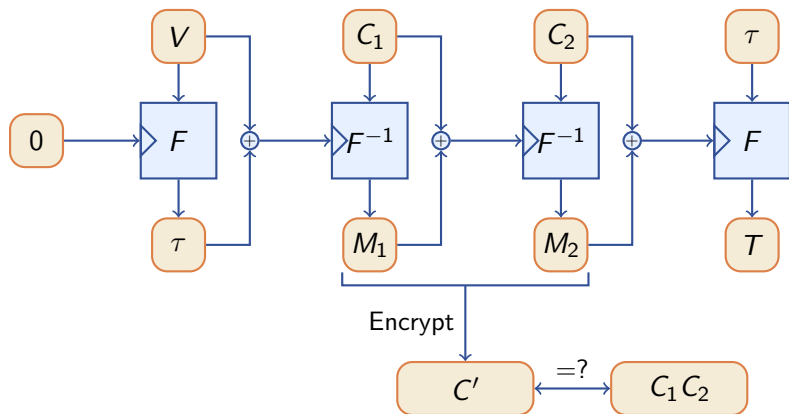 V C₁ C₂ τ
0 F F⁻¹ F⁻¹ F
+ + +
τ M₁ M₂ T
Encrypt
C′ =? C₁C₂